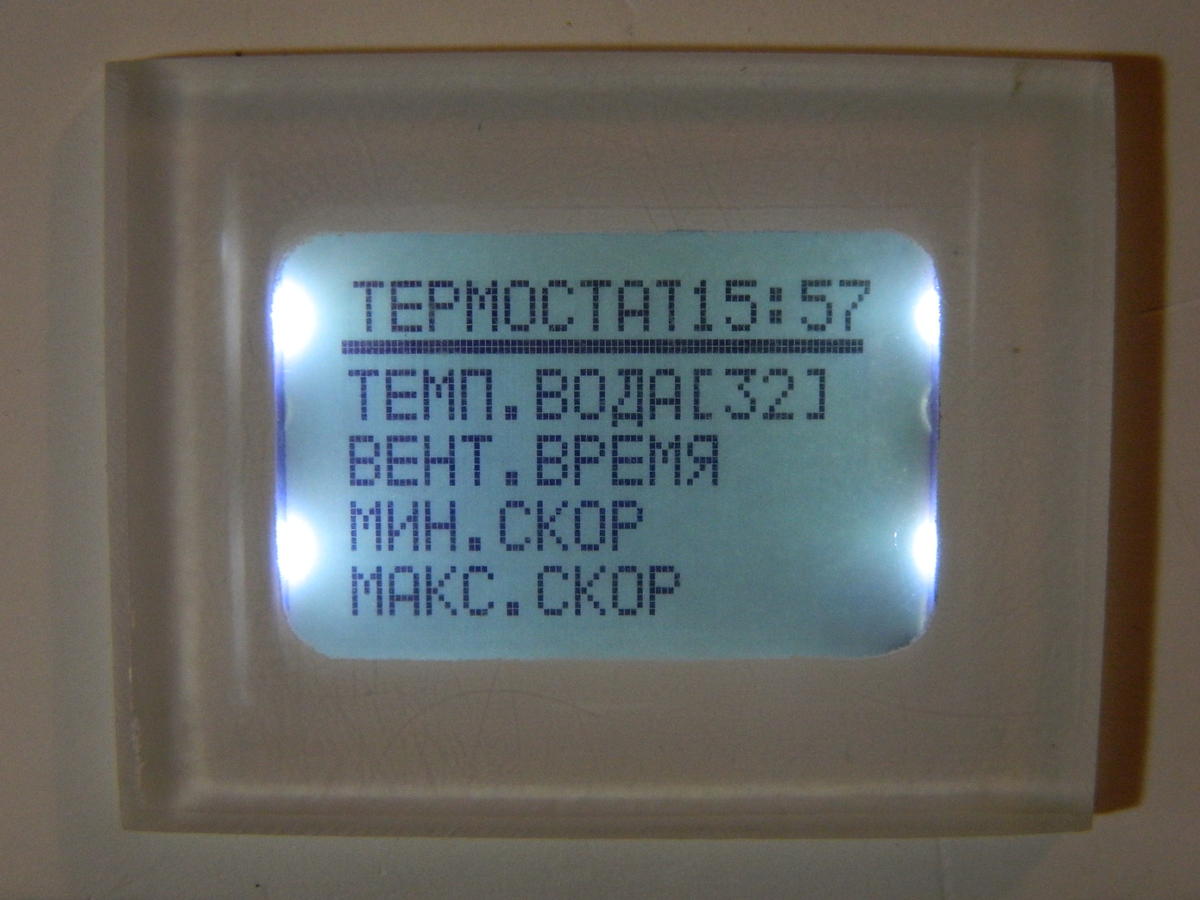 ТЕРМОСТАТ15:57
ТЕМП.ВОДА[32]
ВЕНТ.ВРЕМЯ
МИН.СКОР
МАКС.СКОР